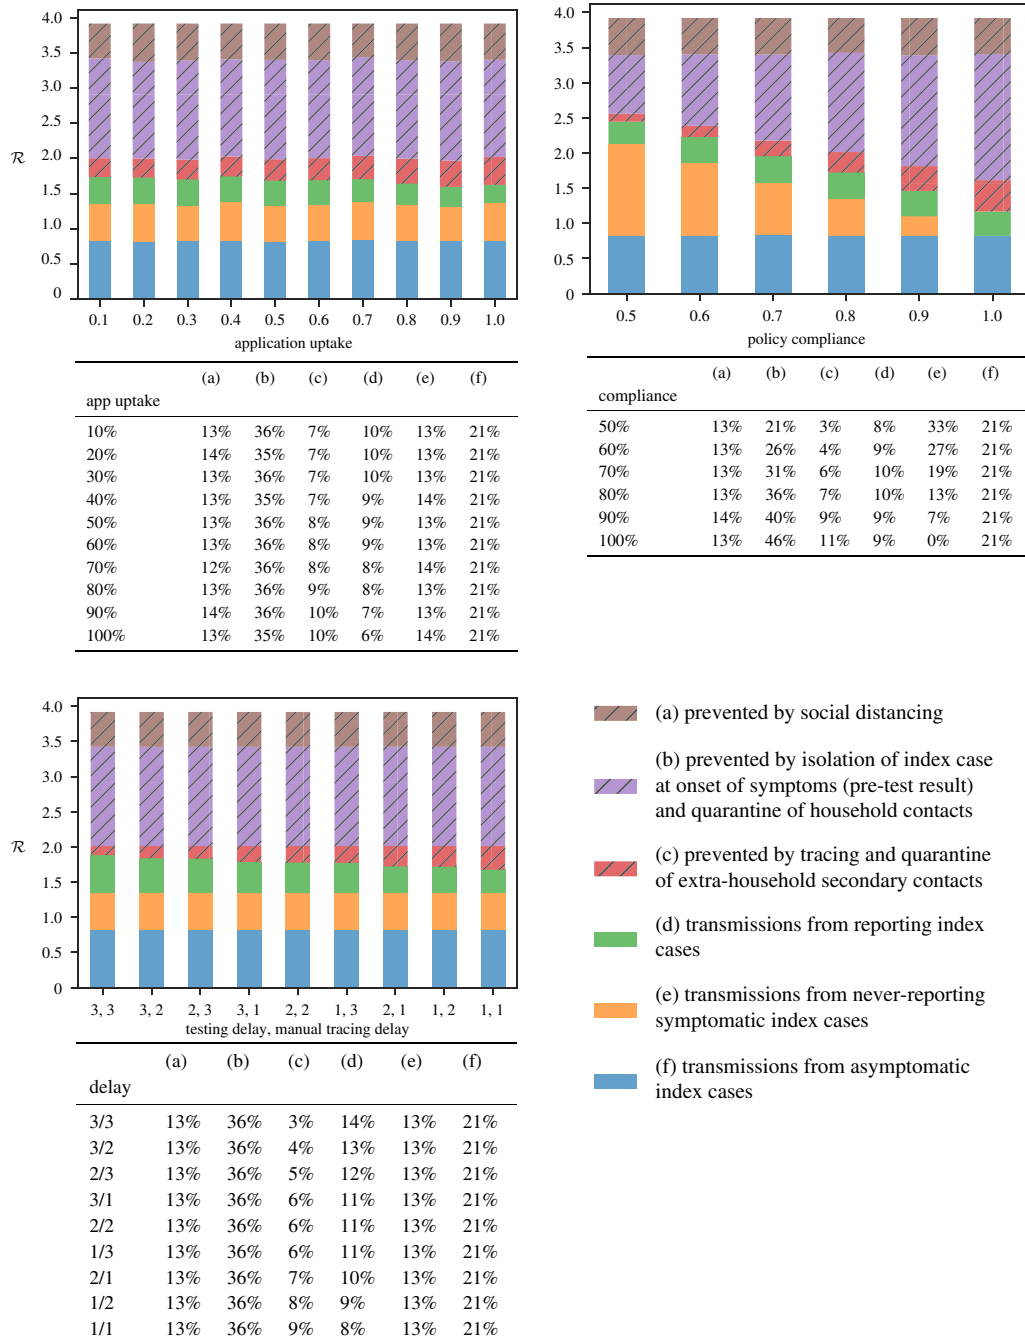 4.0
3.5
3.0
2.5
2.0
1.5
1.0
0.5
0
ℛ
0.1 0.2 0.3 0.4 0.5 0.6 0.7 0.8 0.9 1.0
application uptake
(a) (b) (c) (d) (e) (f)
app uptake
10% 13% 36% 7% 10% 13% 21%
20% 14% 35% 7% 10% 13% 21%
30% 13% 36% 7% 10% 13% 21%
40% 13% 35% 7% 9% 14% 21%
50% 13% 36% 8% 9% 13% 21%
60% 13% 36% 8% 9% 13% 21%
70% 12% 36% 8% 8% 14% 21%
80% 13% 36% 9% 8% 13% 21%
90% 14% 36% 10% 7% 13% 21%
100% 13% 35% 10% 6% 14% 21%
4.0
3.5
3.0
2.5
2.0
1.5
1.0
0.5
0
0.5 0.6 0.7 0.8 0.9 1.0
policy compliance
(a) (b) (c) (d) (e) (f)
compliance
50% 13% 21% 3% 8% 33% 21%
60% 13% 26% 4% 9% 27% 21%
70% 13% 31% 6% 10% 19% 21%
80% 13% 36% 7% 10% 13% 21%
90% 14% 40% 9% 9% 7% 21%
100% 13% 46% 11% 9% 0% 21%
4.0
3.5
3.0
2.5
2.0
1.5
1.0
0.5
0
ℛ
3, 3 3, 2 2, 3 3, 1 2, 2 1, 3 2, 1 1, 2 1, 1
testing delay, manual tracing delay
(a) (b) (c) (d) (e) (f)
delay
3/3 13% 36% 3% 14% 13% 21%
3/2 13% 36% 4% 13% 13% 21%
2/3 13% 36% 5% 12% 13% 21%
3/1 13% 36% 6% 11% 13% 21%
2/2 13% 36% 6% 11% 13% 21%
1/3 13% 36% 6% 11% 13% 21%
2/1 13% 36% 7% 10% 13% 21%
1/2 13% 36% 8% 9% 13% 21%
1/1 13% 36% 9% 8% 13% 21%
(a) prevented by social distancing
(b) prevented by isolation of index case
at onset of symptoms (pre-test result)
and quarantine of household contacts
(c) prevented by tracing and quarantine
of extra-household secondary contacts
(d) transmissions from reporting index
cases
(e) transmissions from never-reporting
symptomatic index cases
(f) transmissions from asymptomatic
index cases